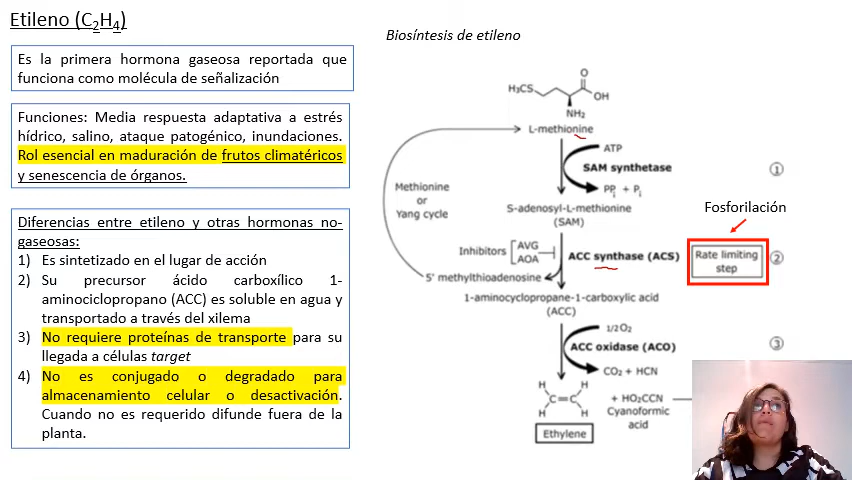 Etileno (C2H4)
Es la primera hormona gaseosa reportada que
funciona como molécula de señalización
Funciones: Media respuesta adaptativa a estrés
hídrico, salino, ataque patogénico, inundaciones.
Rol esencial en maduración de frutos climatéricos
y senescencia de órganos.
Diferencias entre etileno y otras hormonas no-
gaseosas:
1) Es sintetizado en el lugar de acción
2) Su precursor ácido carboxílico 1-
aminociclopropano (ACC) es soluble en agua y
transportado a través del xilema
3) No requiere proteínas de transporte para su
llegada a células target
4) No es conjugado o degradado para
almacenamiento celular o desactivación.
Cuando no es requerido difunde fuera de la
planta.
Biosíntesis de etileno
O
H3CS
OH
NH2
L-methionine
ATP
SAM synthetase
PPi + Pi
①
Methionine
or
Yang cycle
S-adenosyl-L-methionine
(SAM)
Fosforilación
Inhibitors
AVG
AOA
ACC synthase (ACS)
Rate limiting
step
②
5' methylthioadenosine
1-aminocyclopropane-1-carboxylic acid
(ACC)
1/2 O2
ACC oxidase (ACO)
③
CO2 + HCN
H H
C=C
H H
+ HO2CCN
Cyanoformic
acid
Ethylene